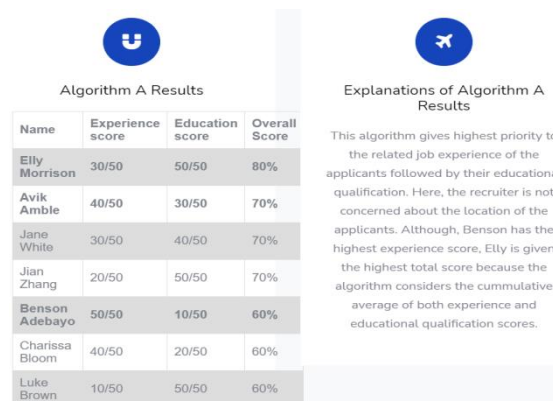 Algorithm A Results
Name Experience score Education score Overall Score
Elly Morrison 30/50 50/50 80%
Avik Amble 40/50 30/50 70%
Jane White 30/50 40/50 70%
Jian Zhang 20/50 50/50 70%
Benson Adebayo 50/50 10/50 60%
Charissa Bloom 40/50 20/50 60%
Luke Brown 10/50 50/50 60%
Explanations of Algorithm A
Results
This algorithm gives highest priority to
the related job experience of the
applicants followed by their educationa
qualification. Here, the recruiter is not
concerned about the location of the
applicants. Although, Benson has the
highest experience score, Elly is given
the highest total score because the
algorithm considers the cummulative
average of both experience and
educational qualification scores.